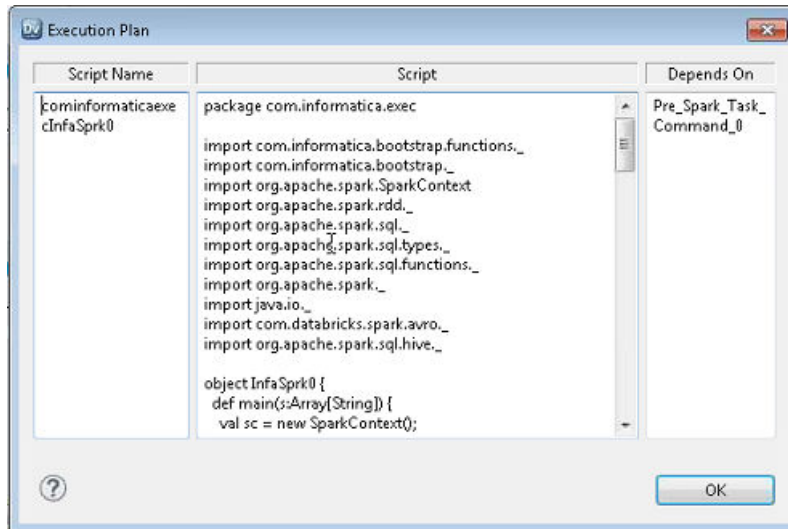 Dv Execution Plan
Script Name
Script
Depends On
cominformaticaexe
cInfaSprk0
package com.informatica.exec
import com.informatica.bootstrap.functions._
import com.informatica.bootstrap._
import org.apache.spark.SparkContext
import org.apache.spark.rdd._
import org.apache.spark.sql._
import org.apache.spark.sql.types._
import org.apache.spark.sql.functions._
import org.apache.spark._
import java.io._
import com.databricks.spark.avro._
import org.apache.spark.sql.hive._
object InfaSprk0 {
def main(s:Array[String]) {
val sc = new SparkContext();
Pre_Spark_Task_
Command_0
?
OK